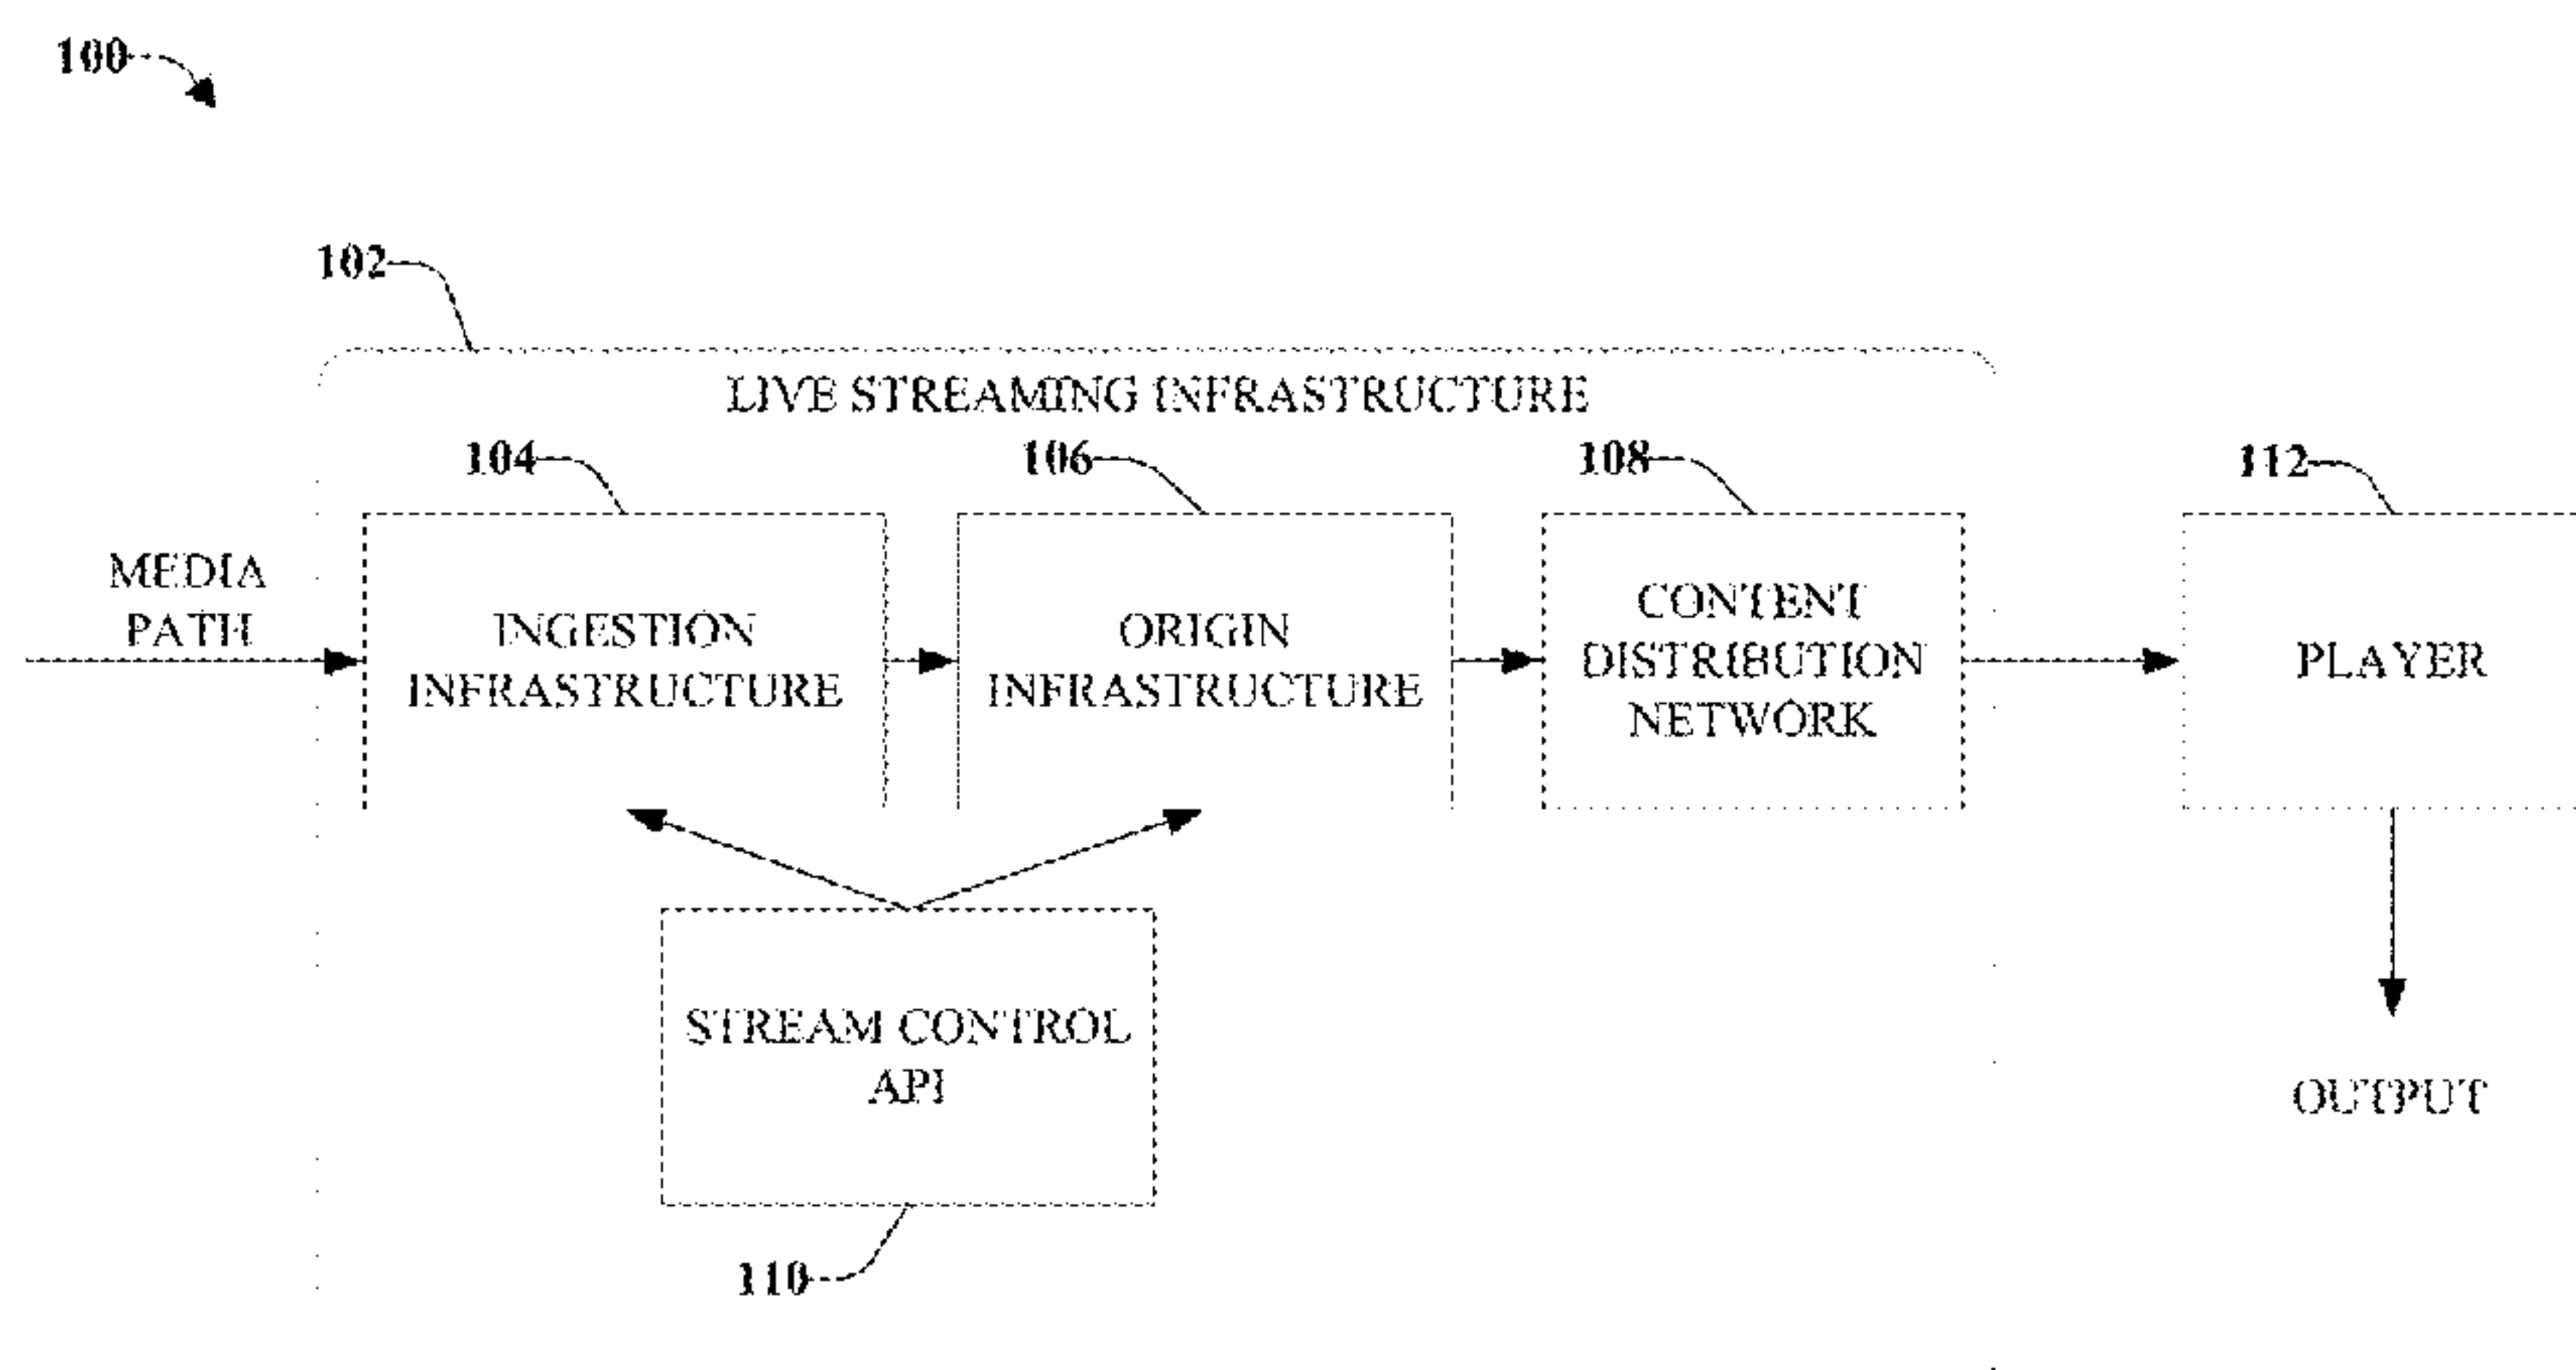 100
102
LIVE STREAMING INFRASTRUCTURE
104
106
108
112
MEDIA
PATH
INGESTION
INFRASTRUCTURE
ORIGIN
INFRASTRUCTURE
CONTENT
DISTRIBUTION
NETWORK
PLAYER
STREAM CONTROL
API
OUTPUT
110